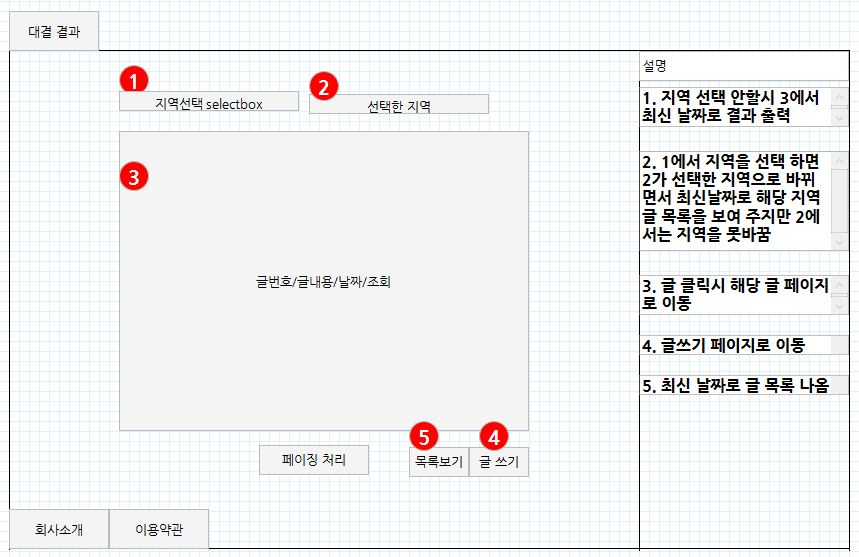 대결 결과
설명
1
지역선택 selectbox
2
선택한 지역
3
글번호/글내용/날짜/조회
5
4
페이징 처리
목록보기
글 쓰기
회사소개
이용약관
1. 지역 선택 안할시 3에서
최신 날짜로 결과 출력
2. 1에서 지역을 선택 하면
2가 선택한 지역으로 바뀌
면서 최신날짜로 해당 지역
글 목록을 보여 주지만 2에
서는 지역을 못바꿈
3. 글 클릭시 해당 글 페이지
로 이동
4. 글쓰기 페이지로 이동
5. 최신 날짜로 글 목록 나옴